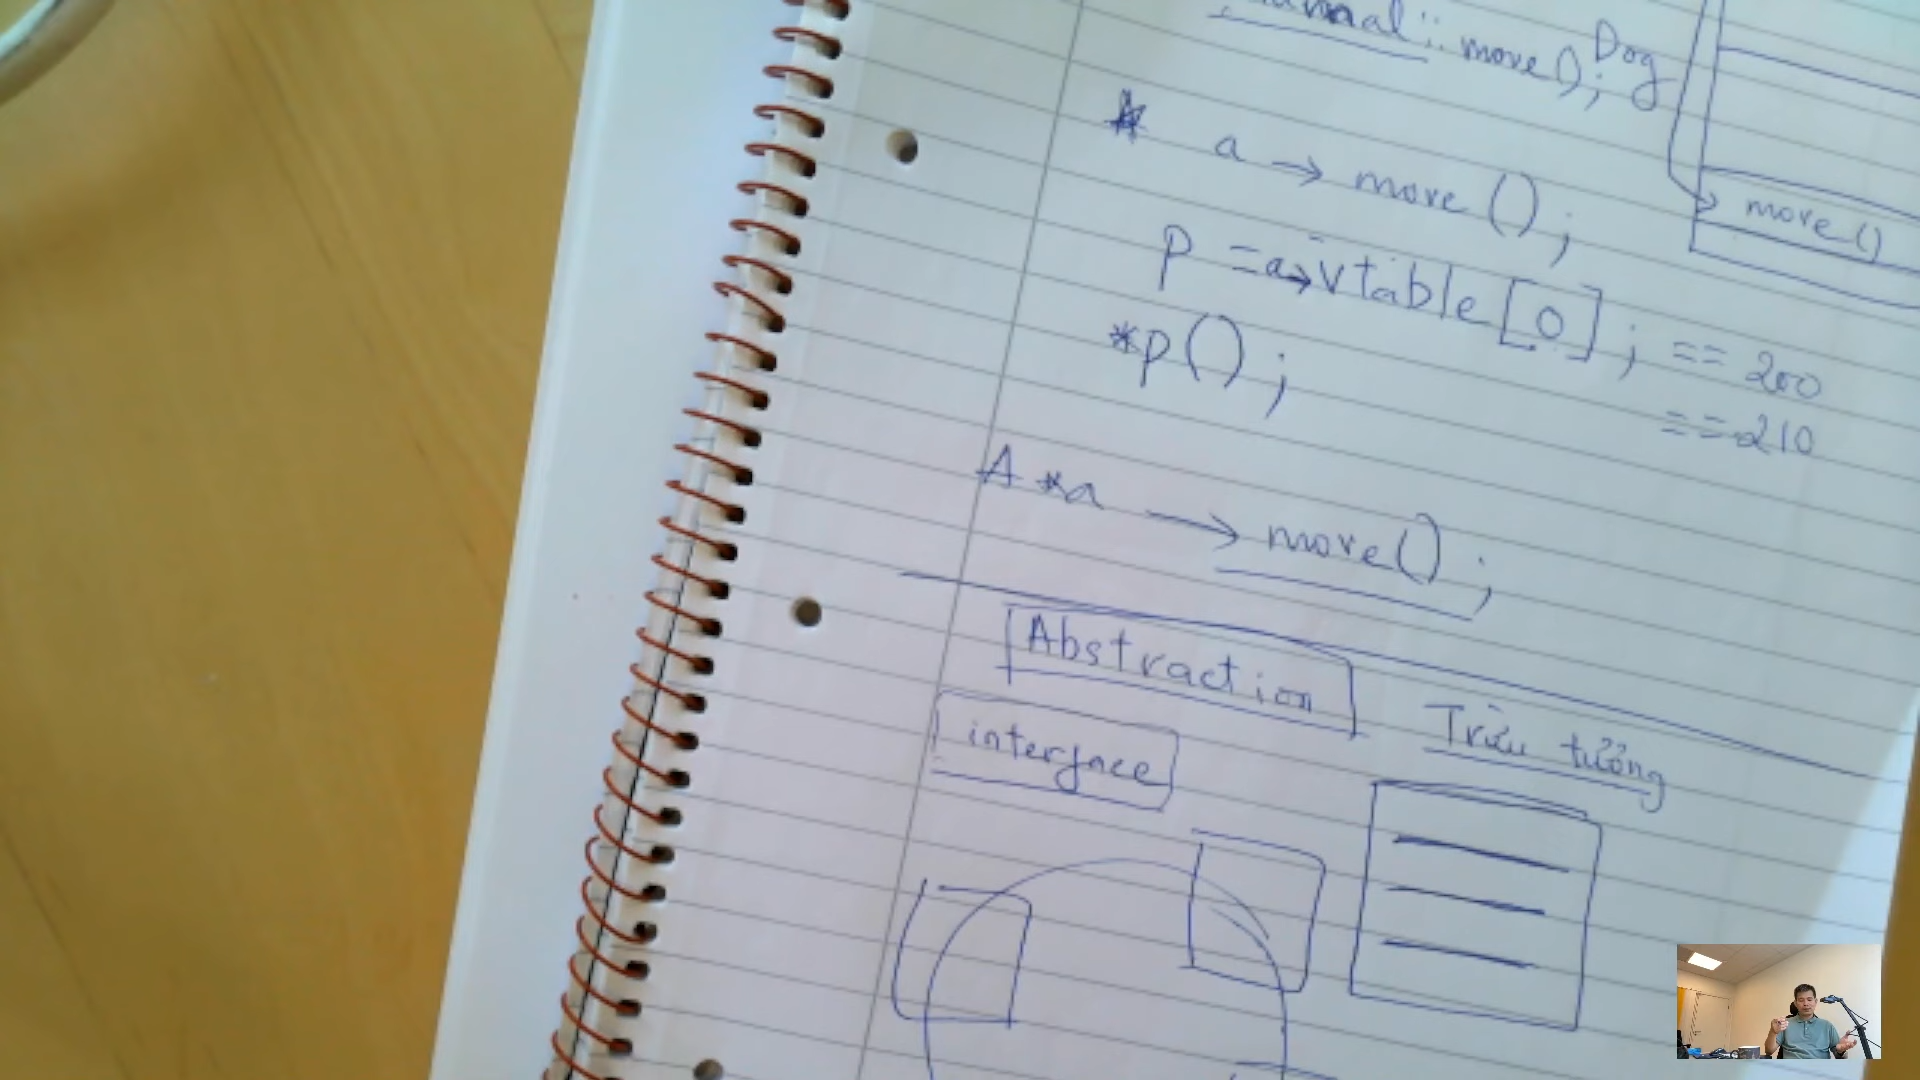 :: move(); Dog
* a → move();
move()
p = a→vtable[0]; == 200
*p(); == 210
A *a → move();
Abstraction
Trừu tượng
interface